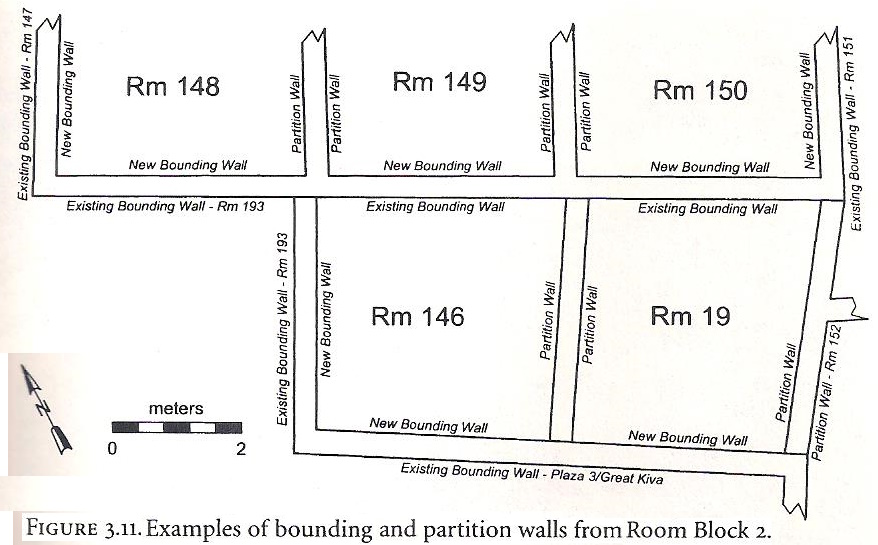 Existing Bounding Wall - Rm 147
New Bounding Wall
Rm 148
Partition Wall
Partition Wall
Rm 149
Partition Wall
Partition Wall
Rm 150
New Bounding Wall
Existing Bounding Wall - Rm 151
New Bounding Wall
New Bounding Wall
New Bounding Wall
Existing Bounding Wall - Rm 193
Existing Bounding Wall
Existing Bounding Wall
Existing Bounding Wall - Rm 193
New Bounding Wall
Rm 146
Partition Wall
Partition Wall
Rm 19
Partition Wall
Partition Wall - Rm 152
N
meters
0 2
New Bounding Wall
New Bounding Wall
Existing Bounding Wall - Plaza 3/Great Kiva
FIGURE 3.11. Examples of bounding and partition walls from Room Block 2.